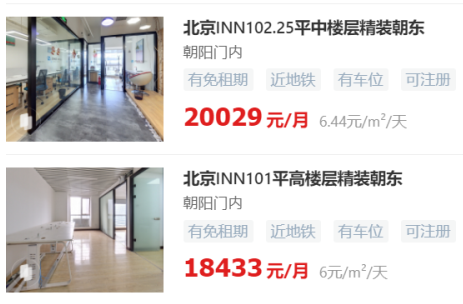 北京INN102.25平中楼层精装朝东
朝阳门内
有免租期 近地铁 有车位 可注册
20029元/月 6.44元/m²/天
北京INN101平高楼层精装朝东
朝阳门内
有免租期 近地铁 有车位 可注册
18433元/月 6元/m²/天